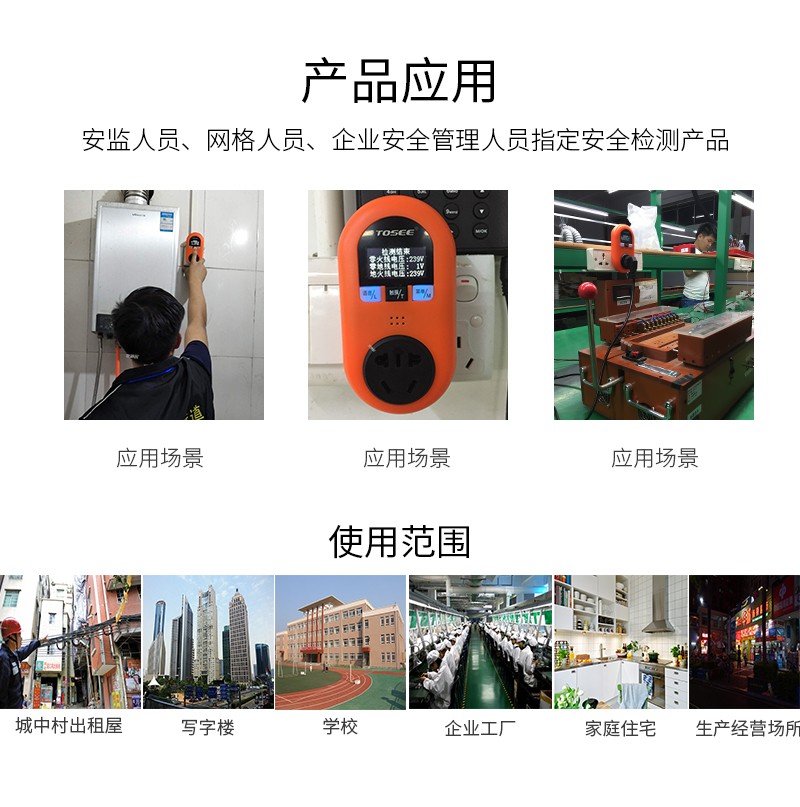 产品应用
安监人员、网格人员、企业安全管理人员指定安全检测产品
TOSEE
检测结束
零火线电压:239V
零地线电压: 1V
地火线电压:239V
M/OK
应用场景
应用场景
应用场景
使用范围
城中村出租屋
写字楼
学校
企业工厂
家庭住宅
生产经营场所